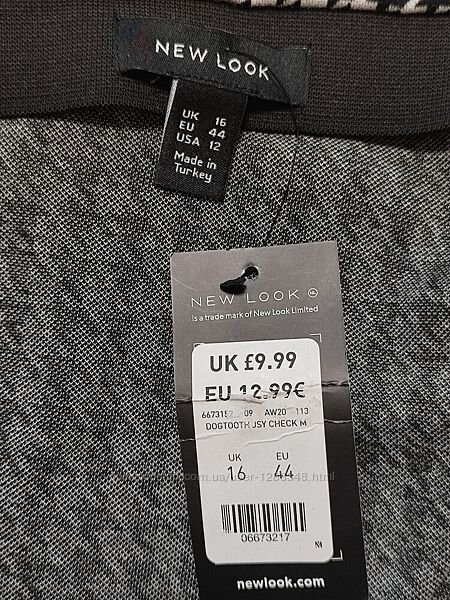 NEW LOOK
UK 16
EU 44
USA 12
Made in
Turkey
NEW LOOK NL
is a trade mark of New Look Limited
UK £9.99
EU 12.99€
09 AW20 113
DOGTOOTH JSY CHECK M
UK EU
16 44
06673217
newlook.com